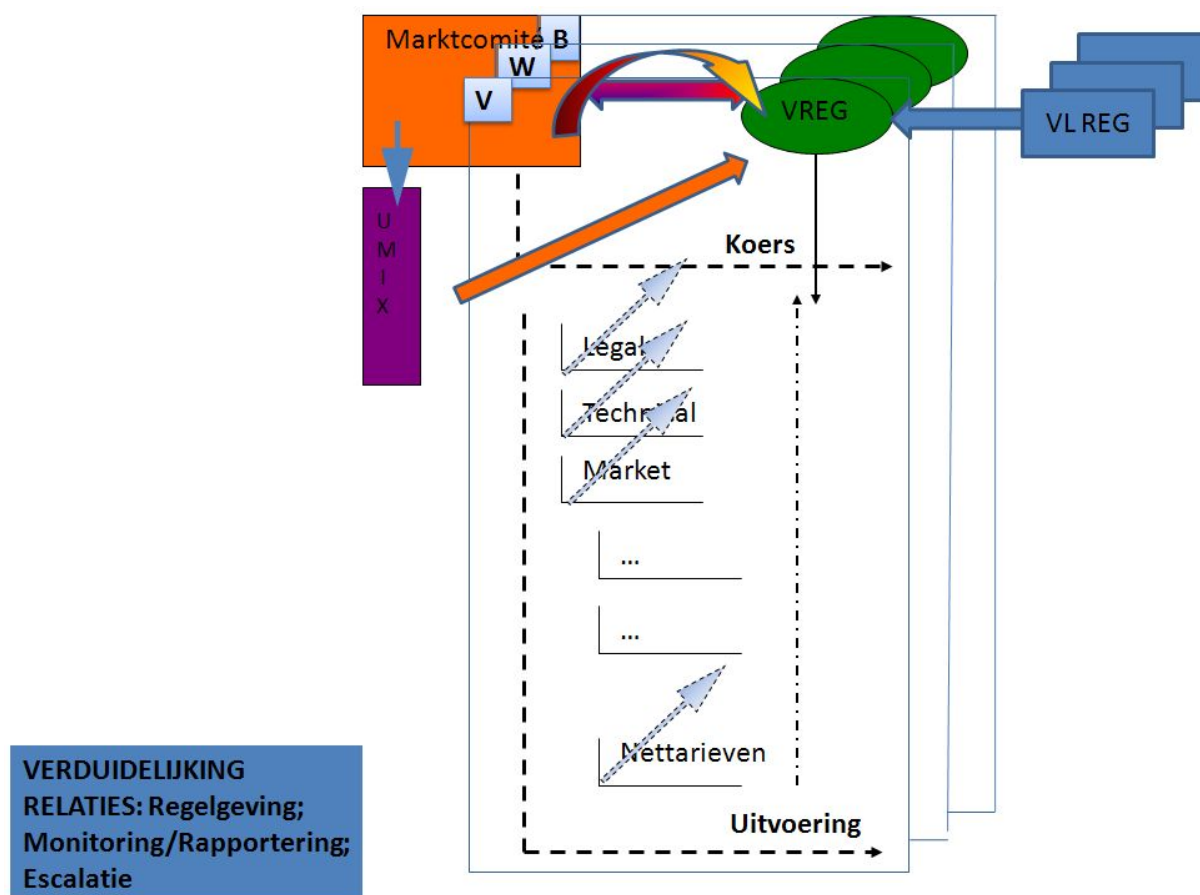 Marktcomité B
W
V
VREG
VL REG
U
M
I
X
Koers
Legal
Technical
Market
...
...
Nettarieven
Uitvoering
VERDUIDELIJKING
RELATIES: Regelgeving;
Monitoring/Rapportering;
Escalatie